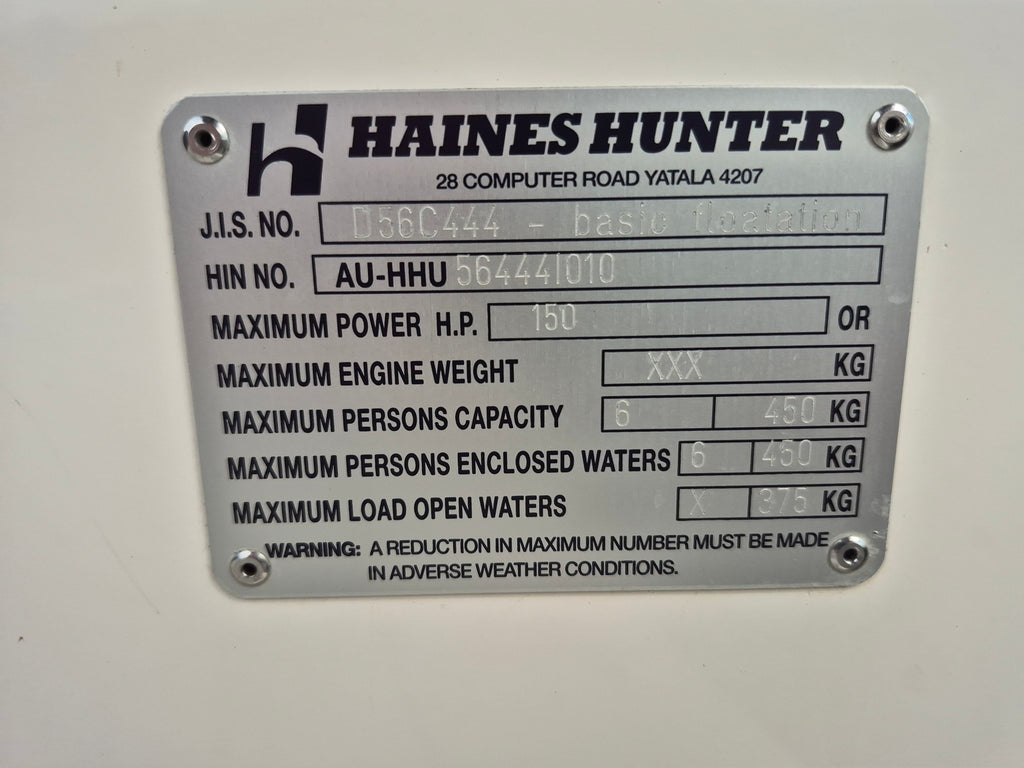 HAINES HUNTER
28 COMPUTER ROAD YATALA 4207
J.I.S. NO. D56C444 - basic floatation
HIN NO. AU-HHU 56444I010
MAXIMUM POWER H.P. 150 OR
MAXIMUM ENGINE WEIGHT XXX KG
MAXIMUM PERSONS CAPACITY 6 450 KG
MAXIMUM PERSONS ENCLOSED WATERS 6 450 KG
MAXIMUM LOAD OPEN WATERS X 375 KG
WARNING: A REDUCTION IN MAXIMUM NUMBER MUST BE MADE
IN ADVERSE WEATHER CONDITIONS.